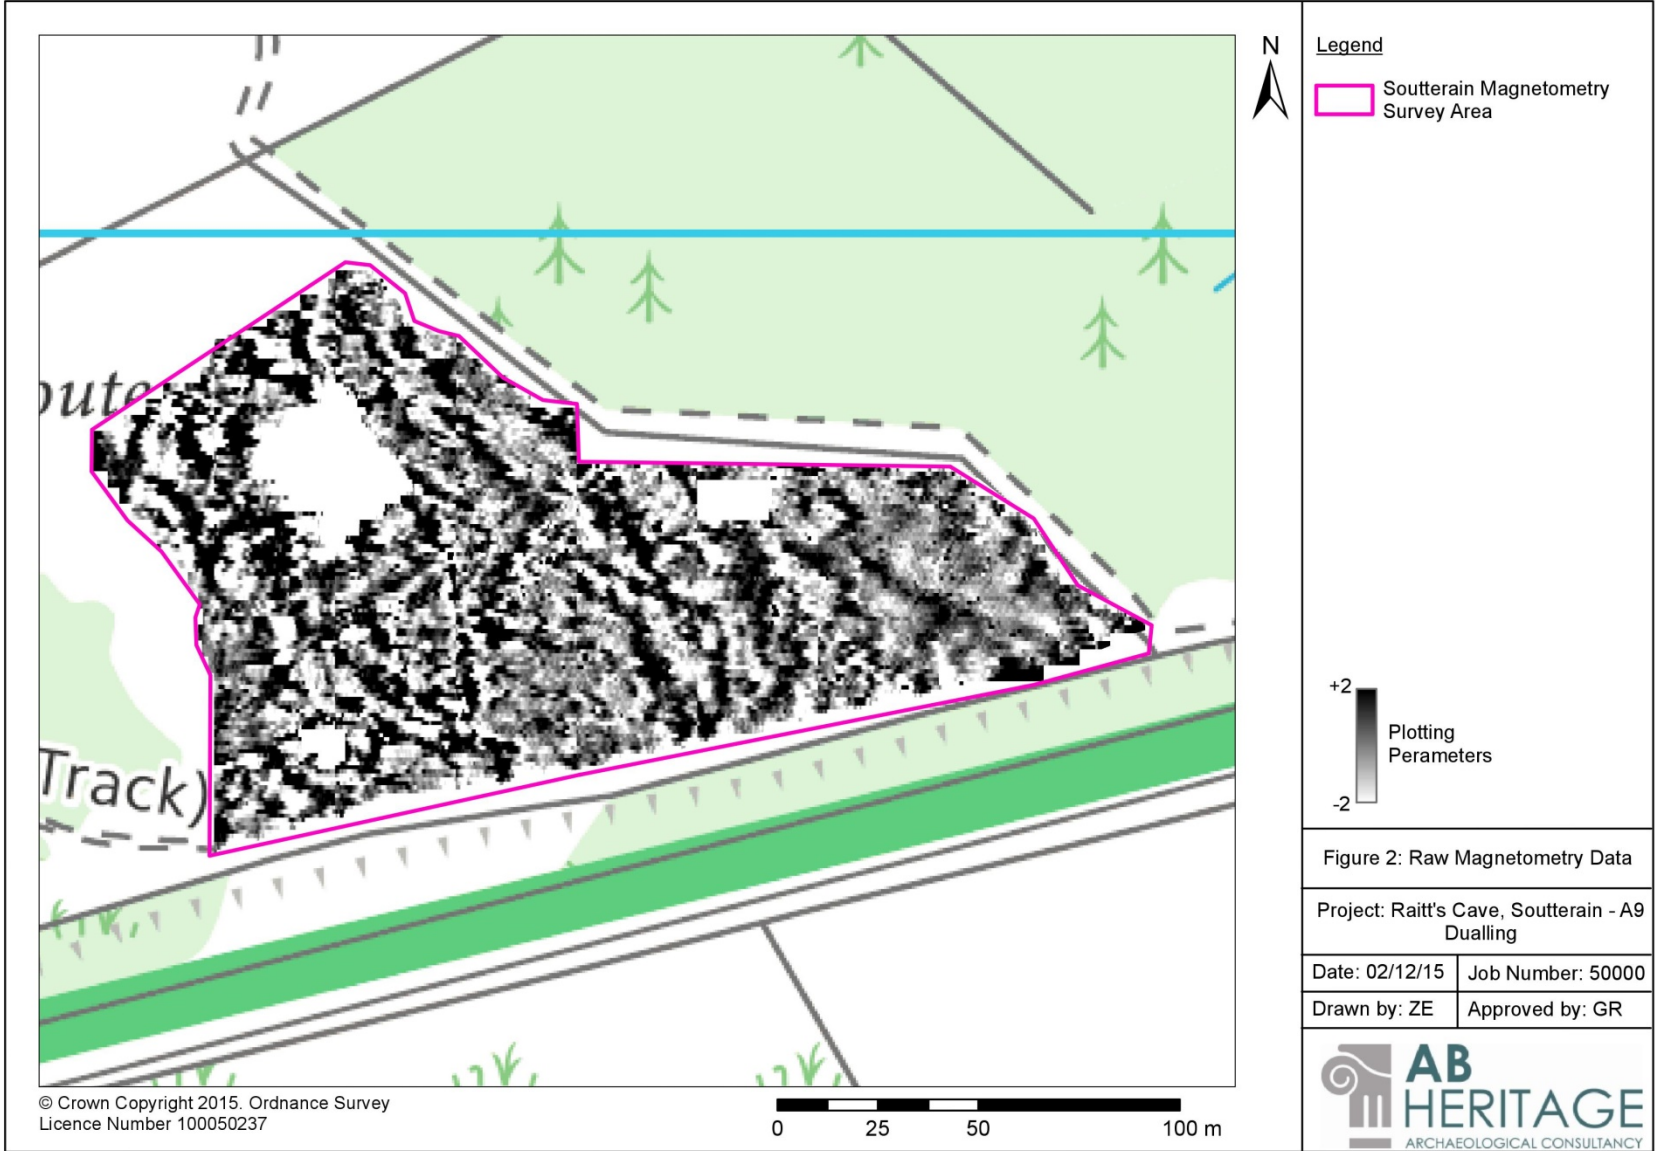 oute
Track)
N
Legend
Soutterain Magnetometry
Survey Area
+2
Plotting
Perameters
-2
Figure 2: Raw Magnetometry Data
Project: Raitt's Cave, Soutterain - A9
Dualling
Date: 02/12/15
Job Number: 50000
Drawn by: ZE
Approved by: GR
AB
HERITAGE
ARCHAEOLOGICAL CONSULTANCY
© Crown Copyright 2015. Ordnance Survey
Licence Number 100050237
0 25 50 100 m